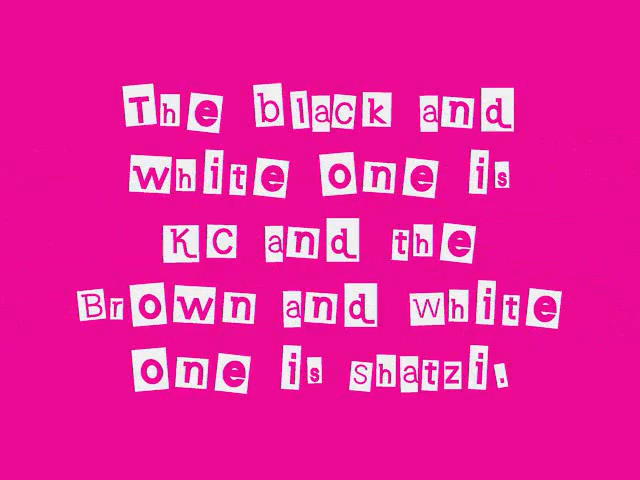 The black and
white one is
KC and the
Brown and white
one is Shatzi.